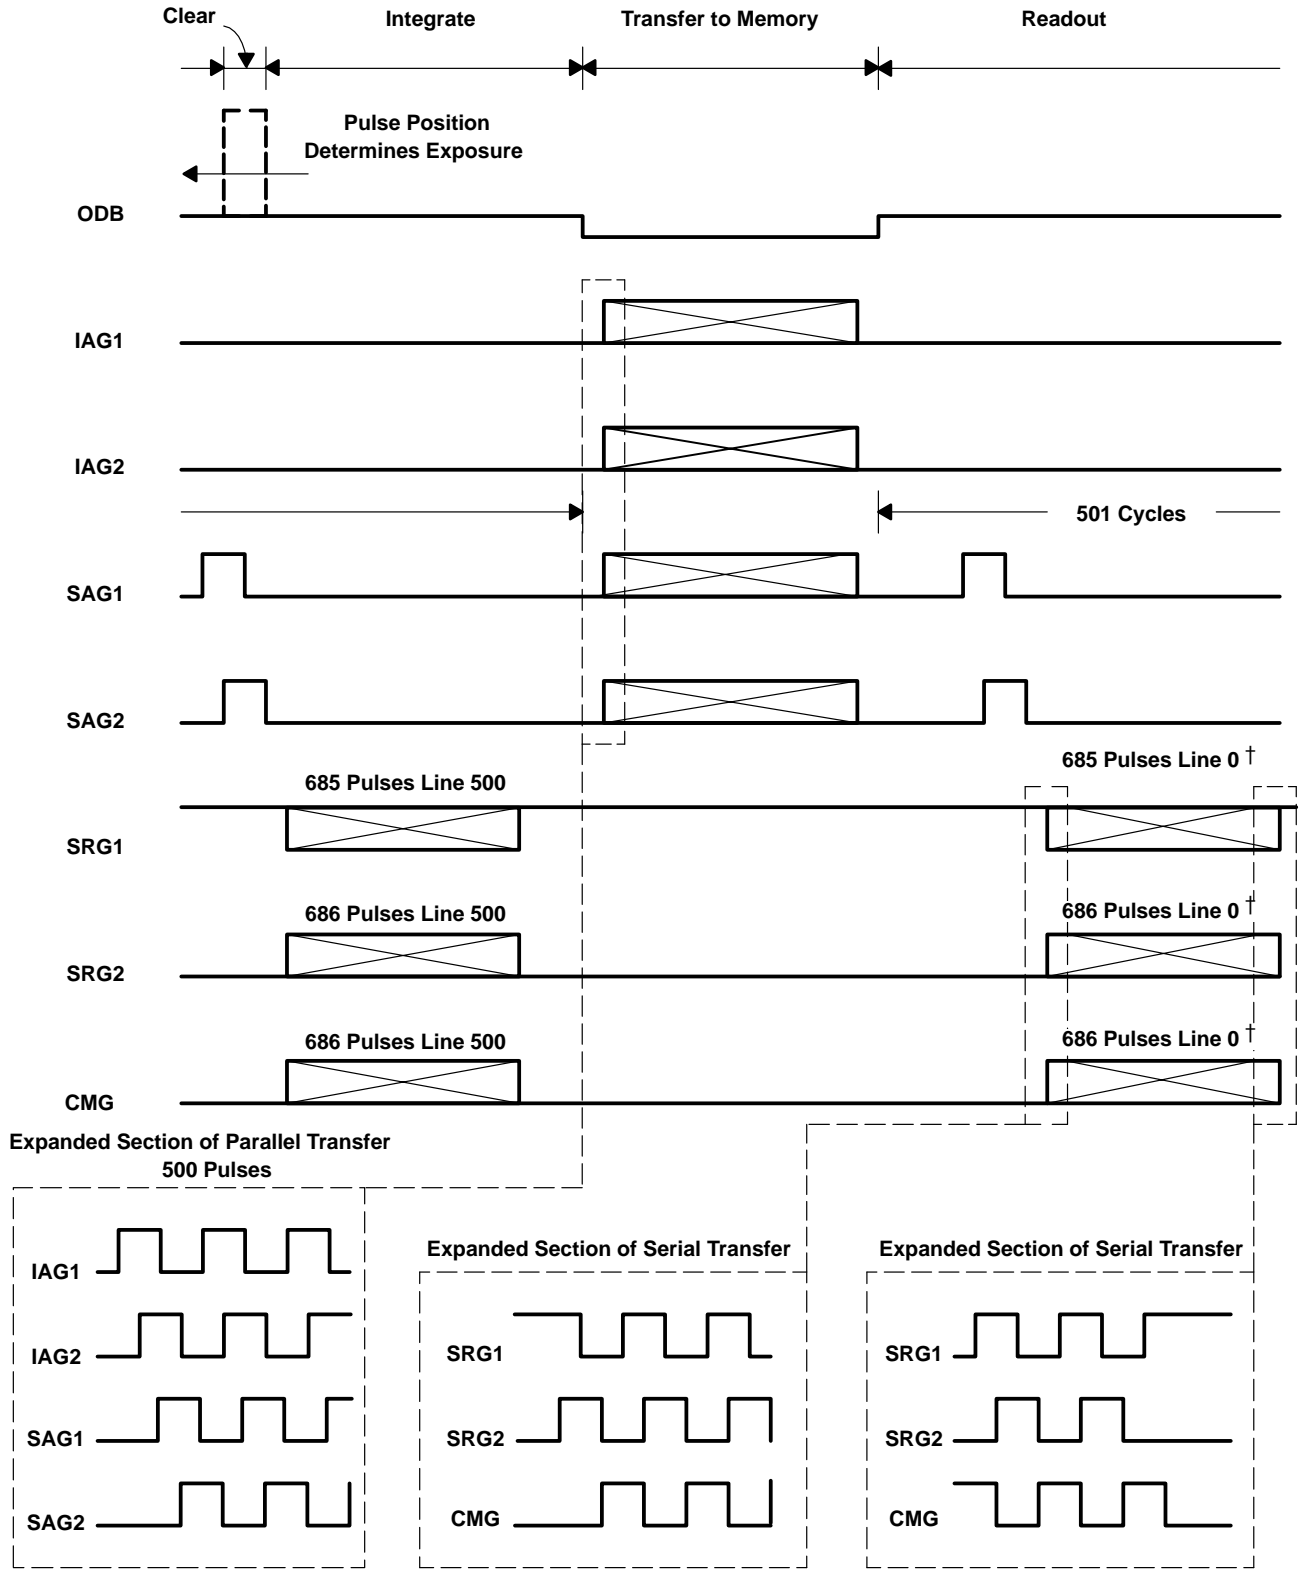 Clear
Integrate
Transfer to Memory
Readout
Pulse Position
Determines Exposure
ODB
IAG1
IAG2
501 Cycles
SAG1
SAG2
685 Pulses Line 500
685 Pulses Line 0 †
SRG1
686 Pulses Line 500
686 Pulses Line 0 †
SRG2
686 Pulses Line 500
686 Pulses Line 0 †
CMG
Expanded Section of Parallel Transfer
500 Pulses
IAG1
IAG2
SAG1
SAG2
Expanded Section of Serial Transfer
SRG1
SRG2
CMG
Expanded Section of Serial Transfer
SRG1
SRG2
CMG